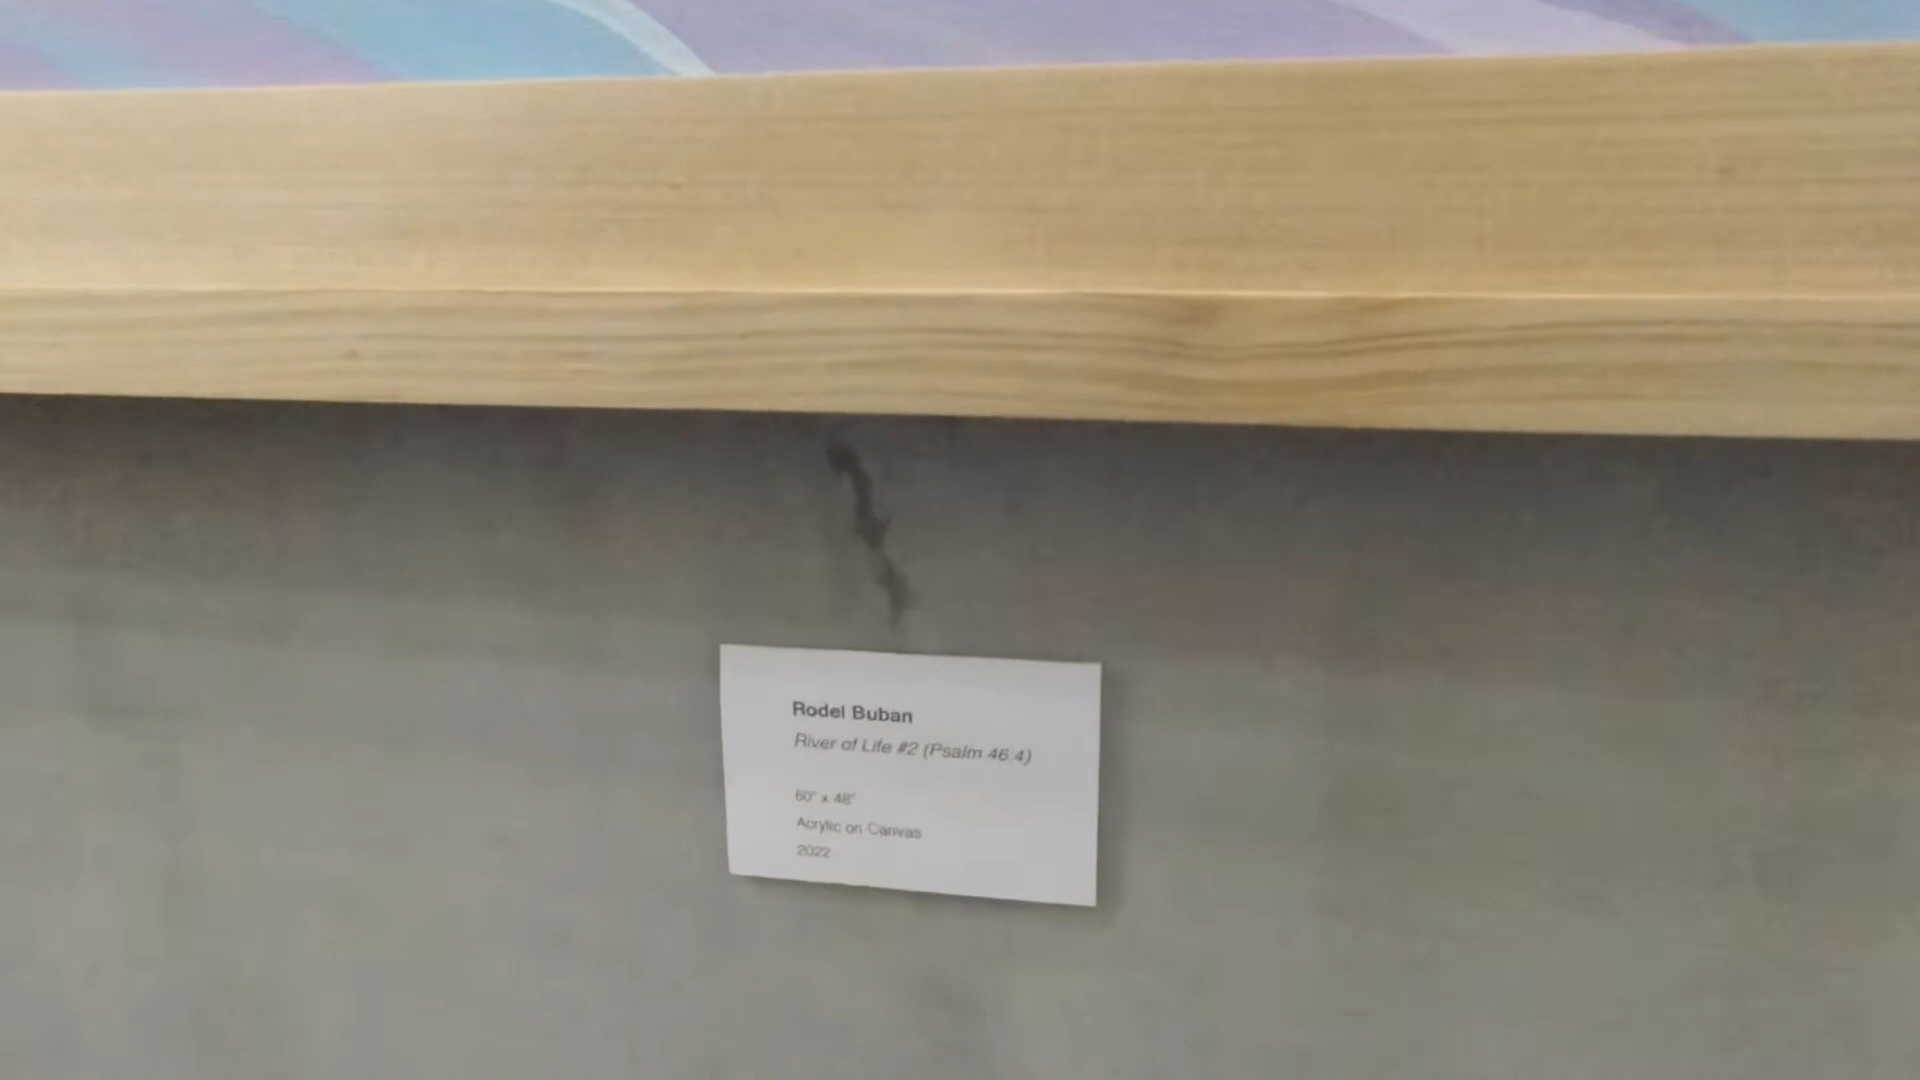 Rodel Buban
River of Life #2 (Psalm 46:4)
60" x 48"
Acrylic on Canvas
2022